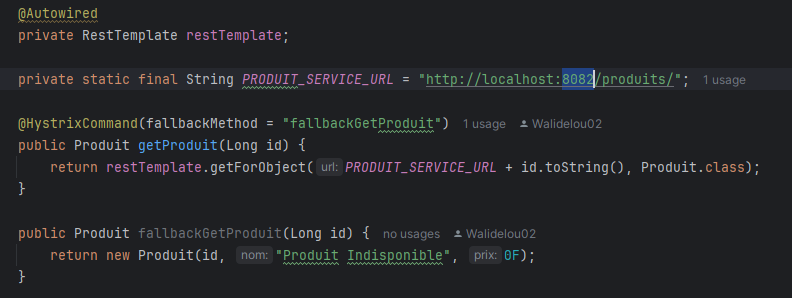 @Autowired
private RestTemplate restTemplate;
private static final String PRODUIT_SERVICE_URL = "http://localhost:8082/produits/"; 1 usage
@HystrixCommand(fallbackMethod = "fallbackGetProduit") 1 usage Walidelou02
public Produit getProduit(Long id) {
return restTemplate.getForObject( url: PRODUIT_SERVICE_URL + id.toString(), Produit.class);
}
public Produit fallbackGetProduit(Long id) { no usages Walidelou02
return new Produit(id, nom: "Produit Indisponible", prix: 0F);
}